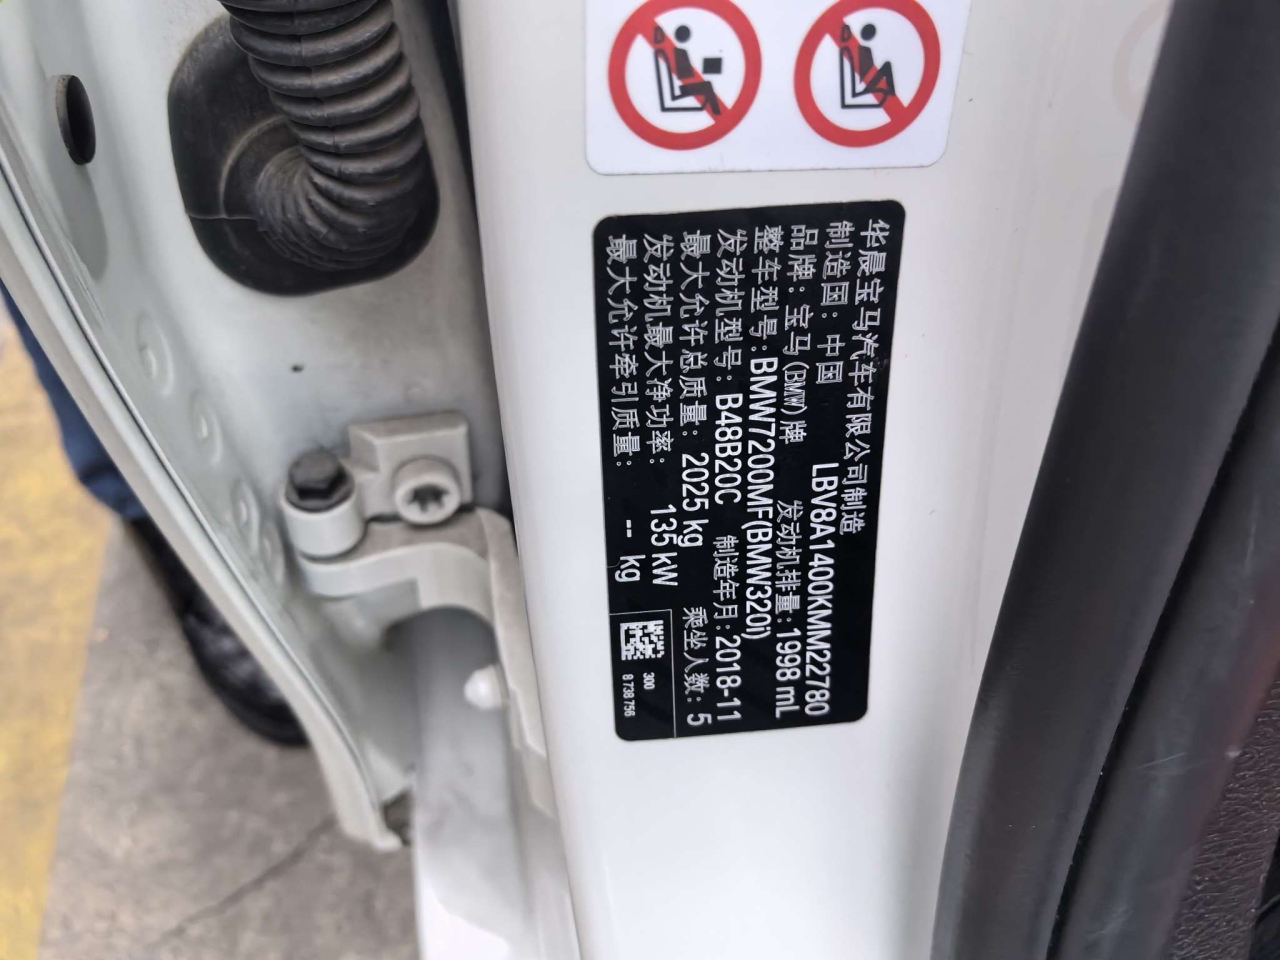 华晨宝马汽车有限公司制造
制造国：中国 LBV8A1400KMM22780
品牌：宝马(BMW)牌 发动机排量：1998 mL
整车型号：BMW7200MF(BMW320i)
发动机型号：B48B20C 制造年月：2018-11
最大允许总质量：2025 kg 乘坐人数：5
发动机最大净功率：135 kW
最大允许牵引质量：-- kg
300
8 738 756